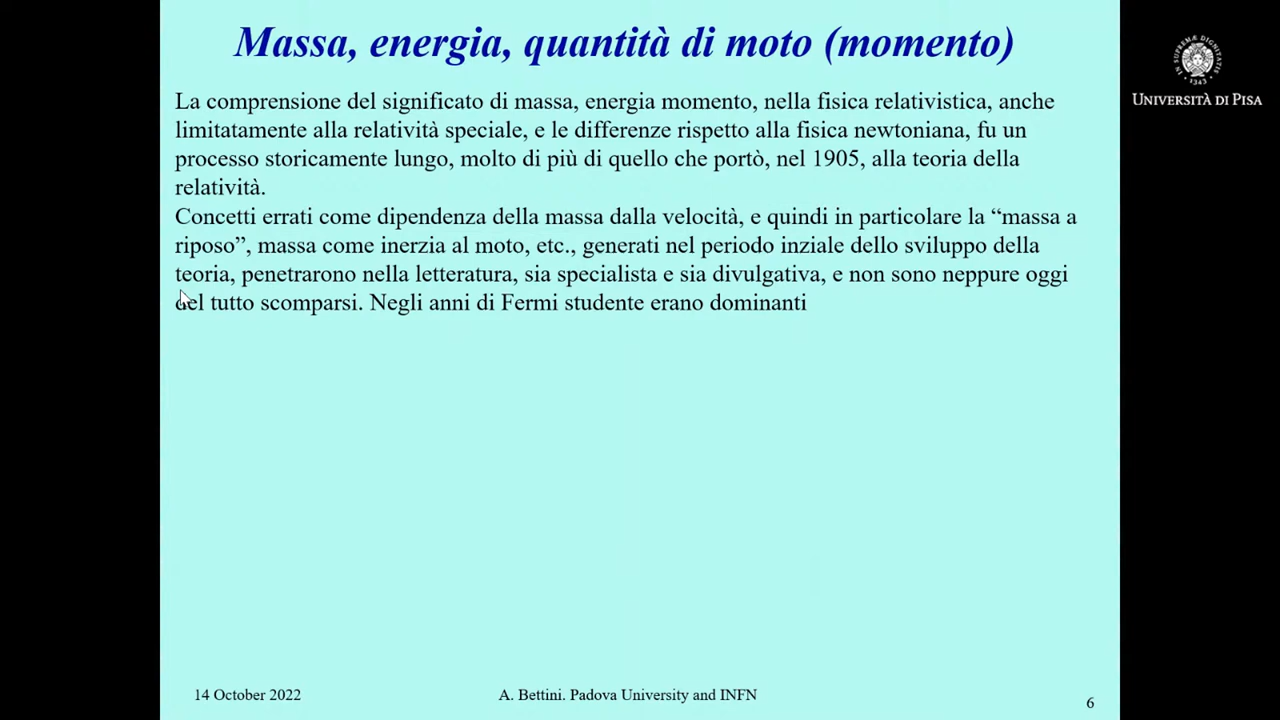 Massa, energia, quantità di moto (momento)
La comprensione del significato di massa, energia momento, nella fisica relativistica, anche
limitatamente alla relatività speciale, e le differenze rispetto alla fisica newtoniana, fu un
processo storicamente lungo, molto di più di quello che portò, nel 1905, alla teoria della
relatività.
Concetti errati come dipendenza della massa dalla velocità, e quindi in particolare la “massa a
riposo”, massa come inerzia al moto, etc., generati nel periodo inziale dello sviluppo della
teoria, penetrarono nella letteratura, sia specialista e sia divulgativa, e non sono neppure oggi
del tutto scomparsi. Negli anni di Fermi studente erano dominanti
14 October 2022
A. Bettini. Padova University and INFN
6
IN SUPREMÆ DIGNITATIS
1343
UNIVERSITÀ DI PISA